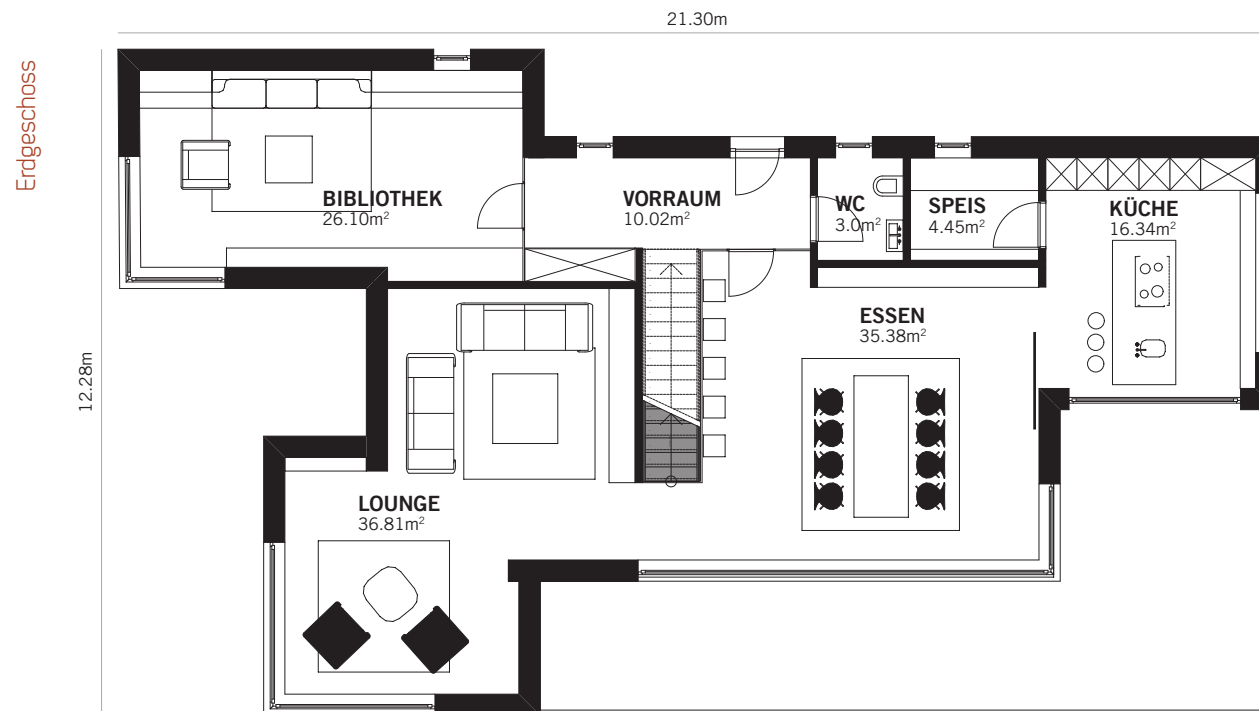 21.30m
Erdgeschoss
12.28m
BIBLIOTHEK
26.10m²
VORRAUM
10.02m²
WC
3.0m²
SPEIS
4.45m²
KÜCHE
16.34m²
ESSEN
35.38m²
LOUNGE
36.81m²